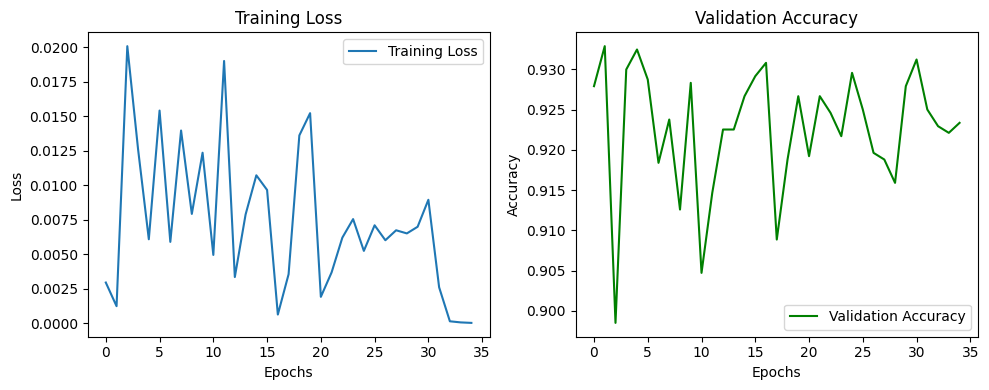 Training Loss
0.0200
0.0175
0.0150
0.0125
0.0100
0.0075
0.0050
0.0025
0.0000
Loss
Training Loss
0 5 10 15 20 25 30 35
Epochs
Validation Accuracy
0.930
0.925
0.920
0.915
0.910
0.905
0.900
Accuracy
Validation Accuracy
0 5 10 15 20 25 30 35
Epochs